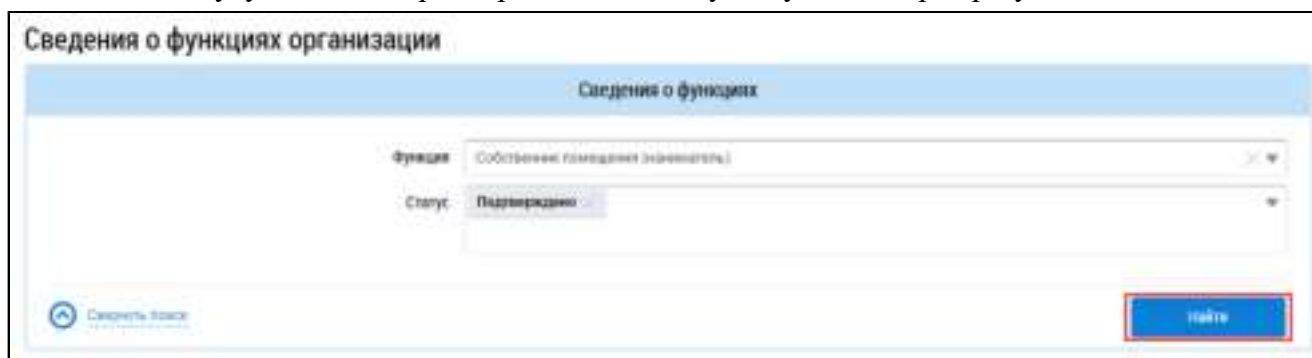 Сведения о функциях организации
Сведения о функциях
Функция Собственник помещения (наниматель)
Статус Подтверждено
Свернуть поиск
Найти